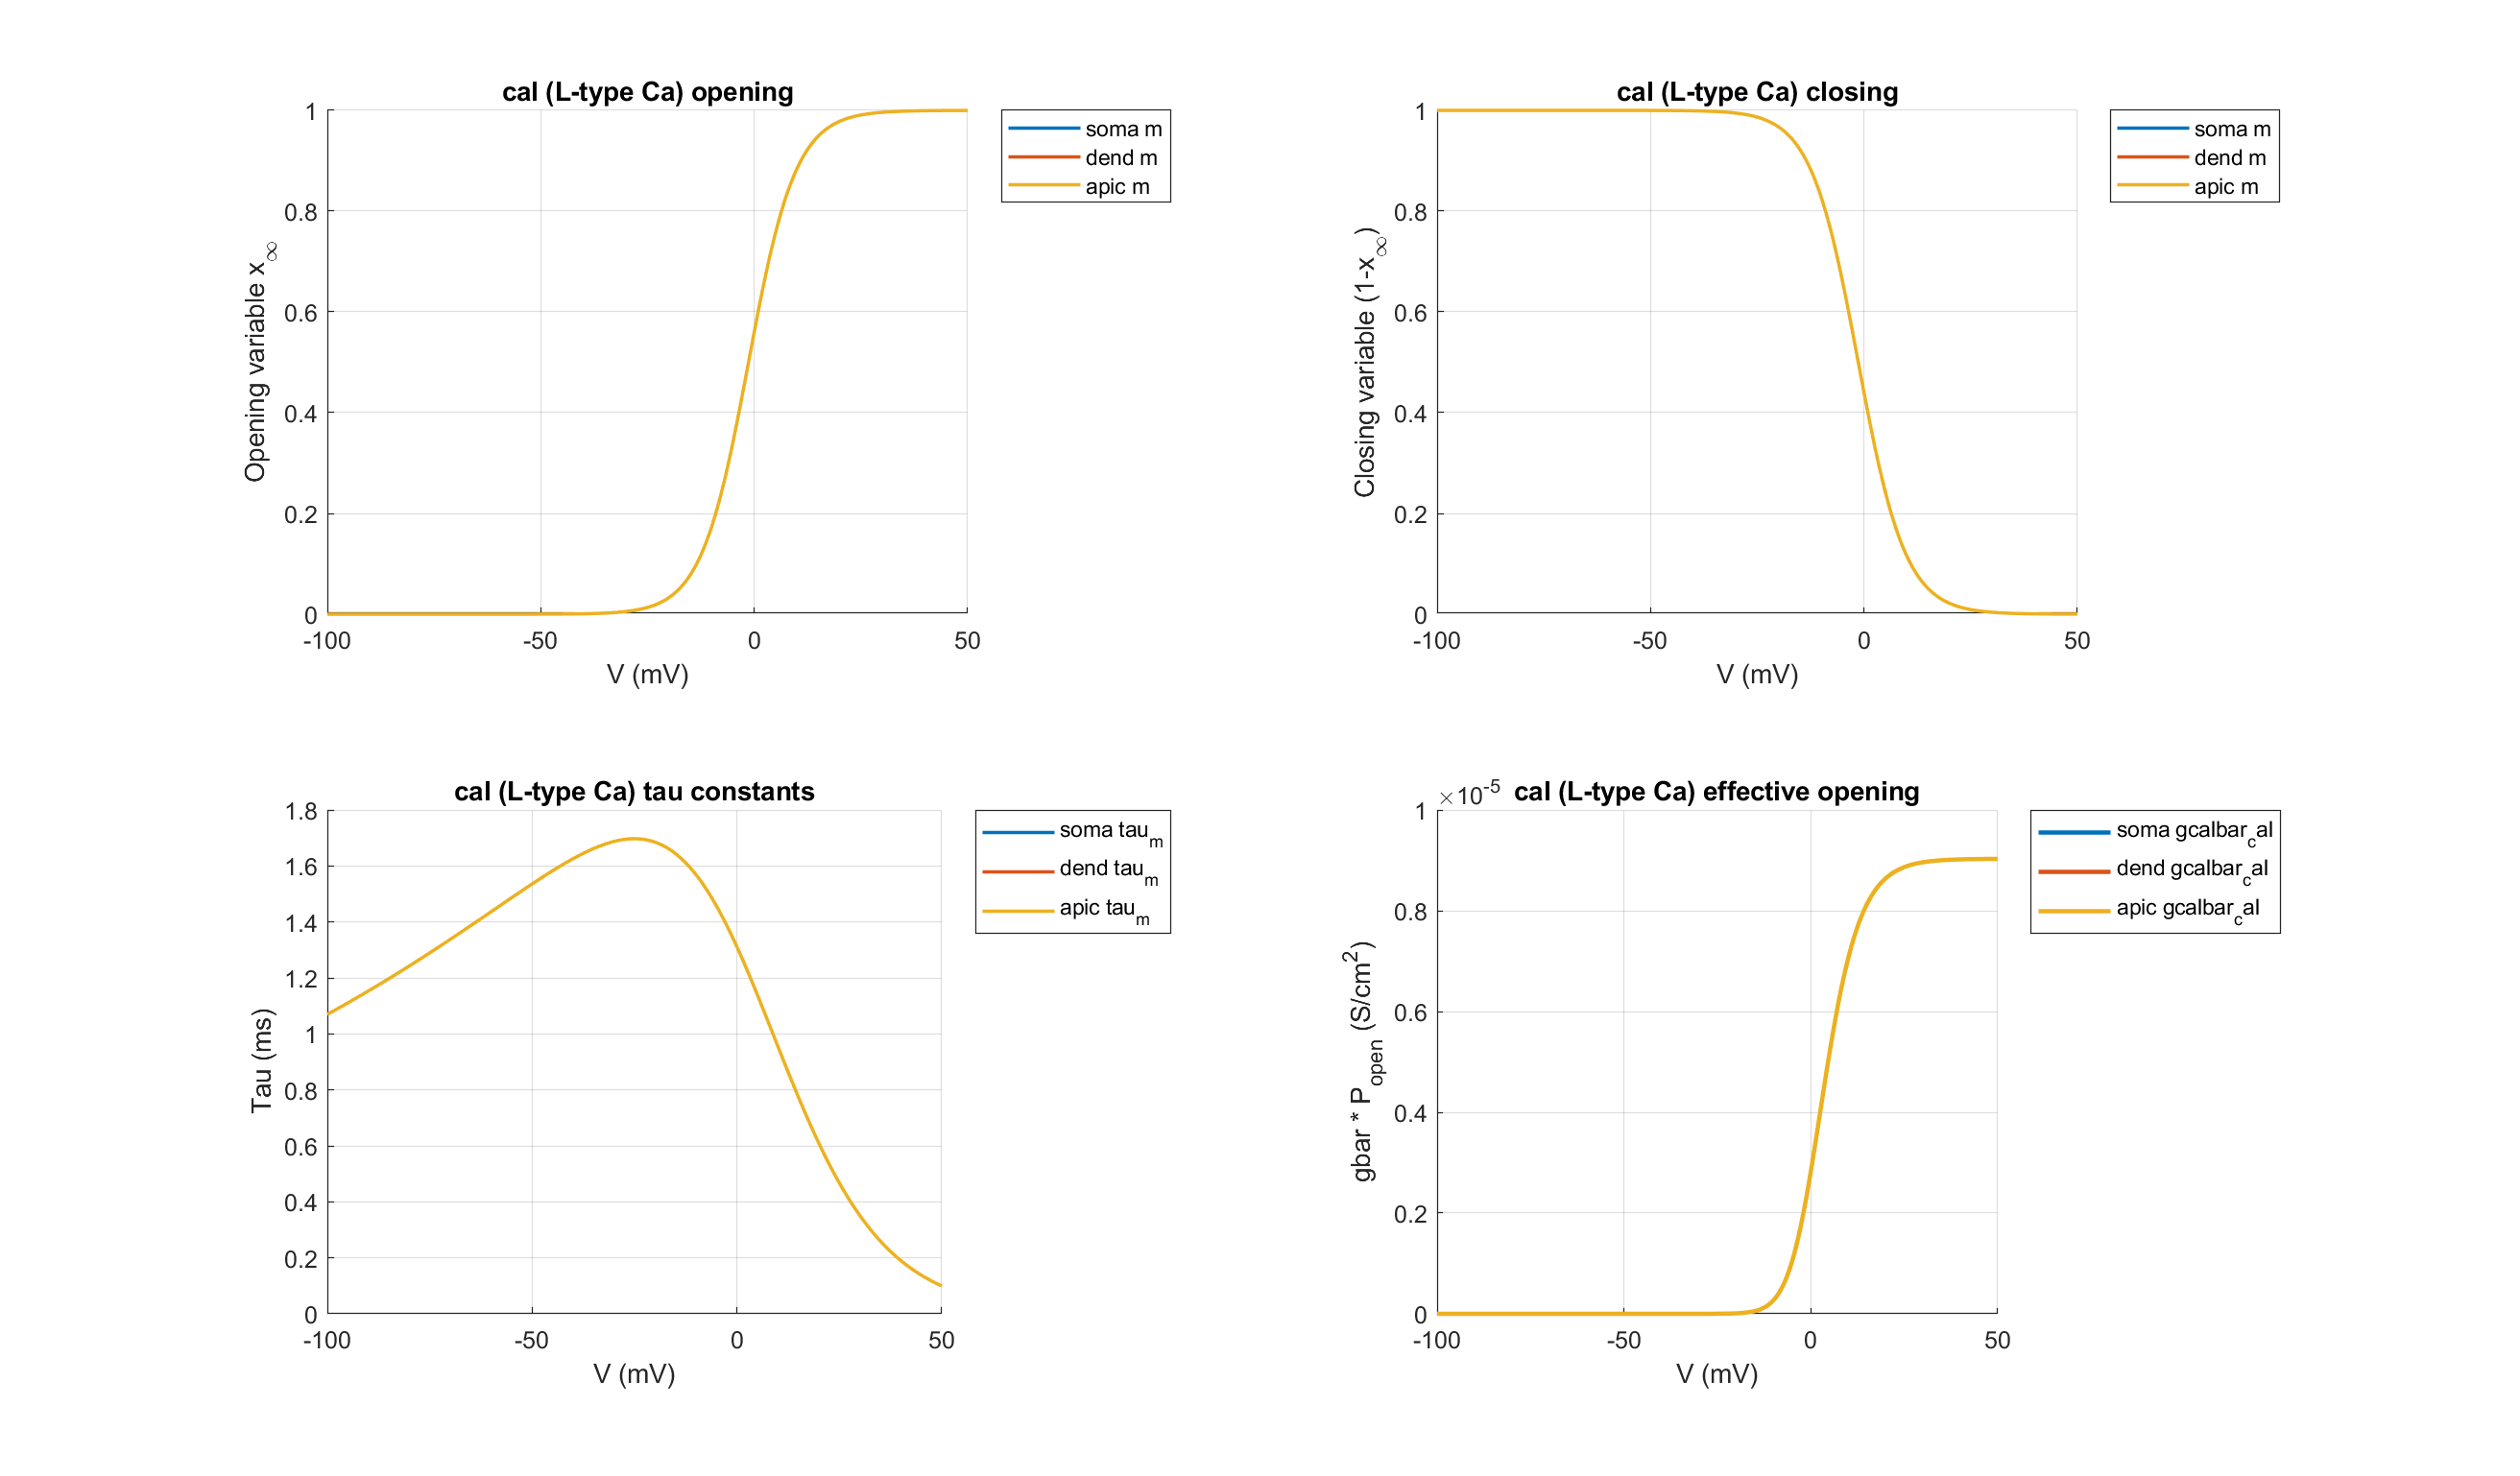 cal (L-type Ca) opening
1
0.8
0.6
0.4
0.2
0
-100
-50
0
50
V (mV)
Opening variable x∞
soma m
dend m
apic m
cal (L-type Ca) closing
1
0.8
0.6
0.4
0.2
0
-100
-50
0
50
V (mV)
Closing variable (1-x∞)
soma m
dend m
apic m
cal (L-type Ca) tau constants
1.8
1.6
1.4
1.2
1
0.8
0.6
0.4
0.2
0
-100
-50
0
50
V (mV)
Tau (ms)
soma tau_m
dend tau_m
apic tau_m
×10^-5
cal (L-type Ca) effective opening
1
0.8
0.6
0.4
0.2
0
-100
-50
0
50
V (mV)
gbar * P_open (S/cm²)
soma gcalbar_cal
dend gcalbar_cal
apic gcalbar_cal